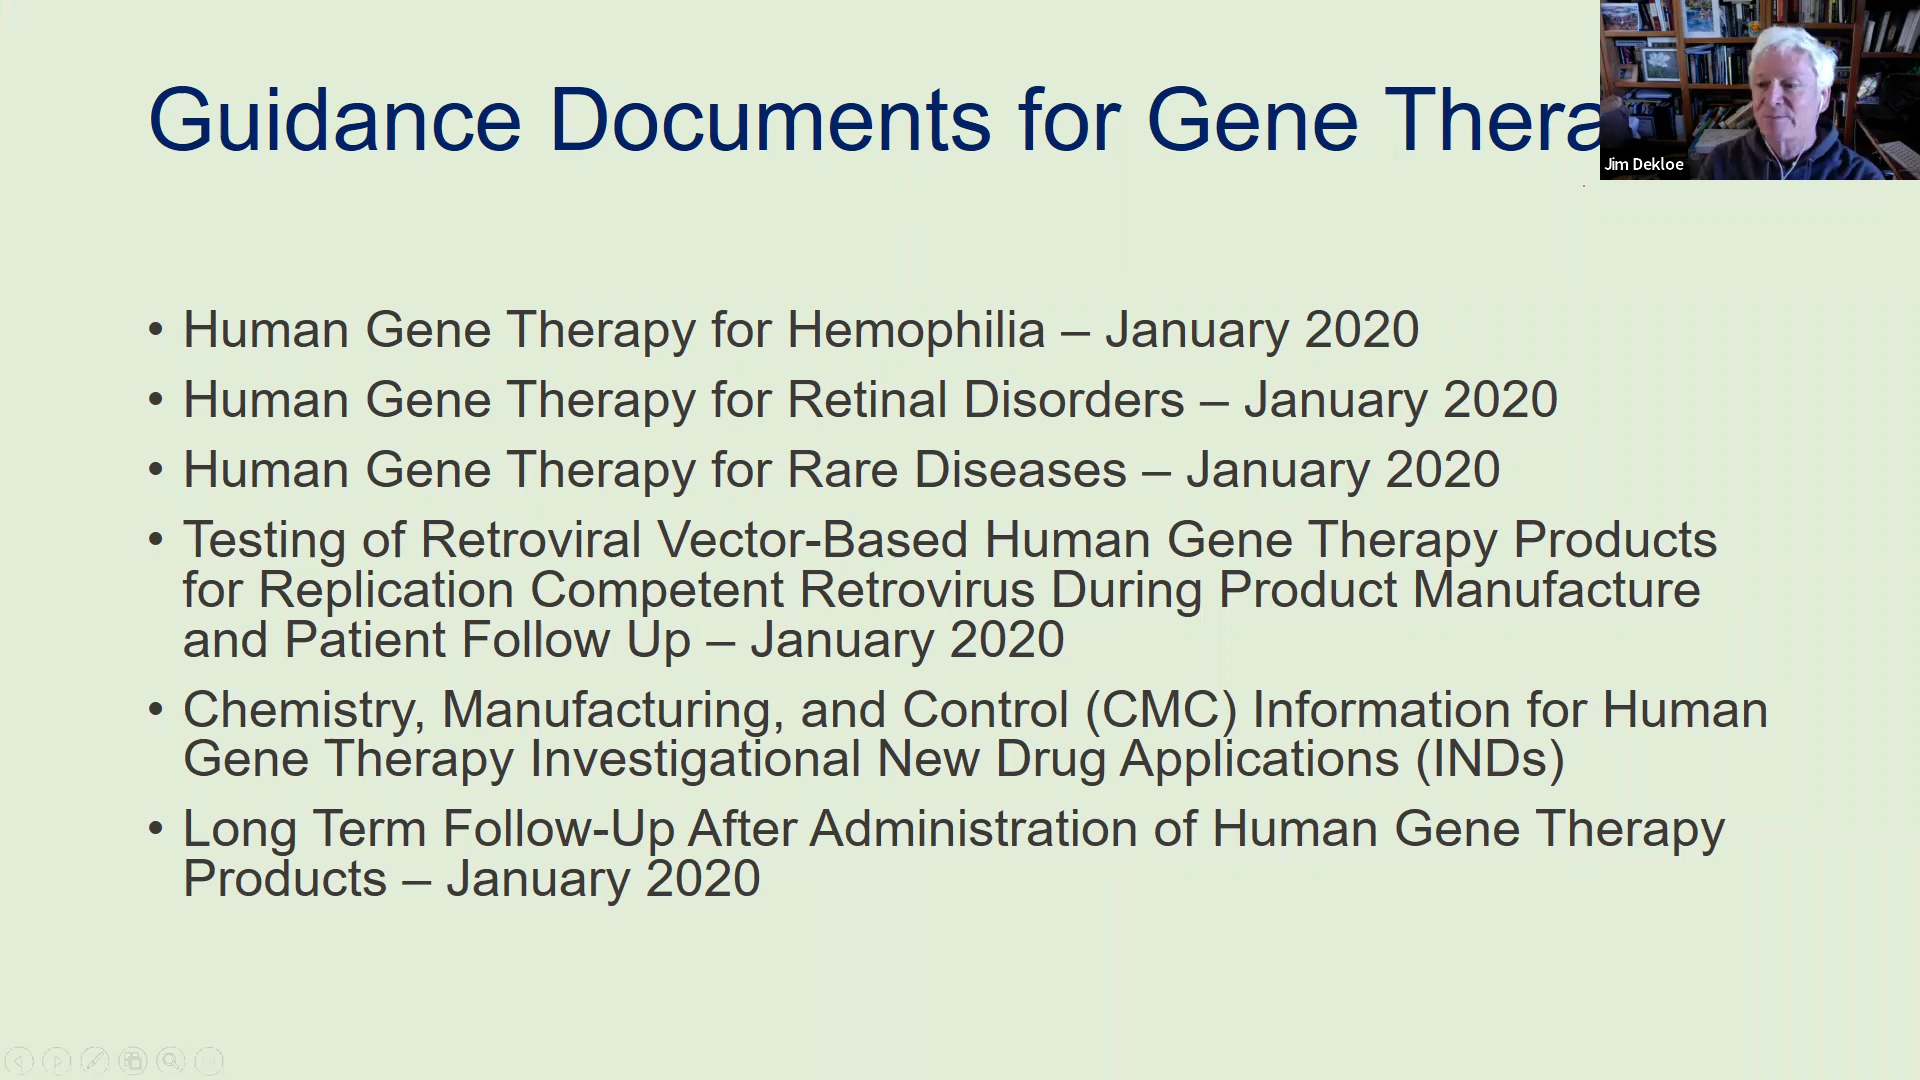 Guidance Documents for Gene Thera
Jim Dekloe
• Human Gene Therapy for Hemophilia – January 2020
• Human Gene Therapy for Retinal Disorders – January 2020
• Human Gene Therapy for Rare Diseases – January 2020
• Testing of Retroviral Vector-Based Human Gene Therapy Products
for Replication Competent Retrovirus During Product Manufacture
and Patient Follow Up – January 2020
• Chemistry, Manufacturing, and Control (CMC) Information for Human
Gene Therapy Investigational New Drug Applications (INDs)
• Long Term Follow-Up After Administration of Human Gene Therapy
Products – January 2020